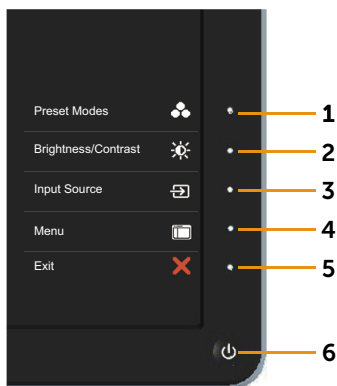 Preset Modes
1
Brightness/Contrast
2
Input Source
3
Menu
4
Exit
5
6